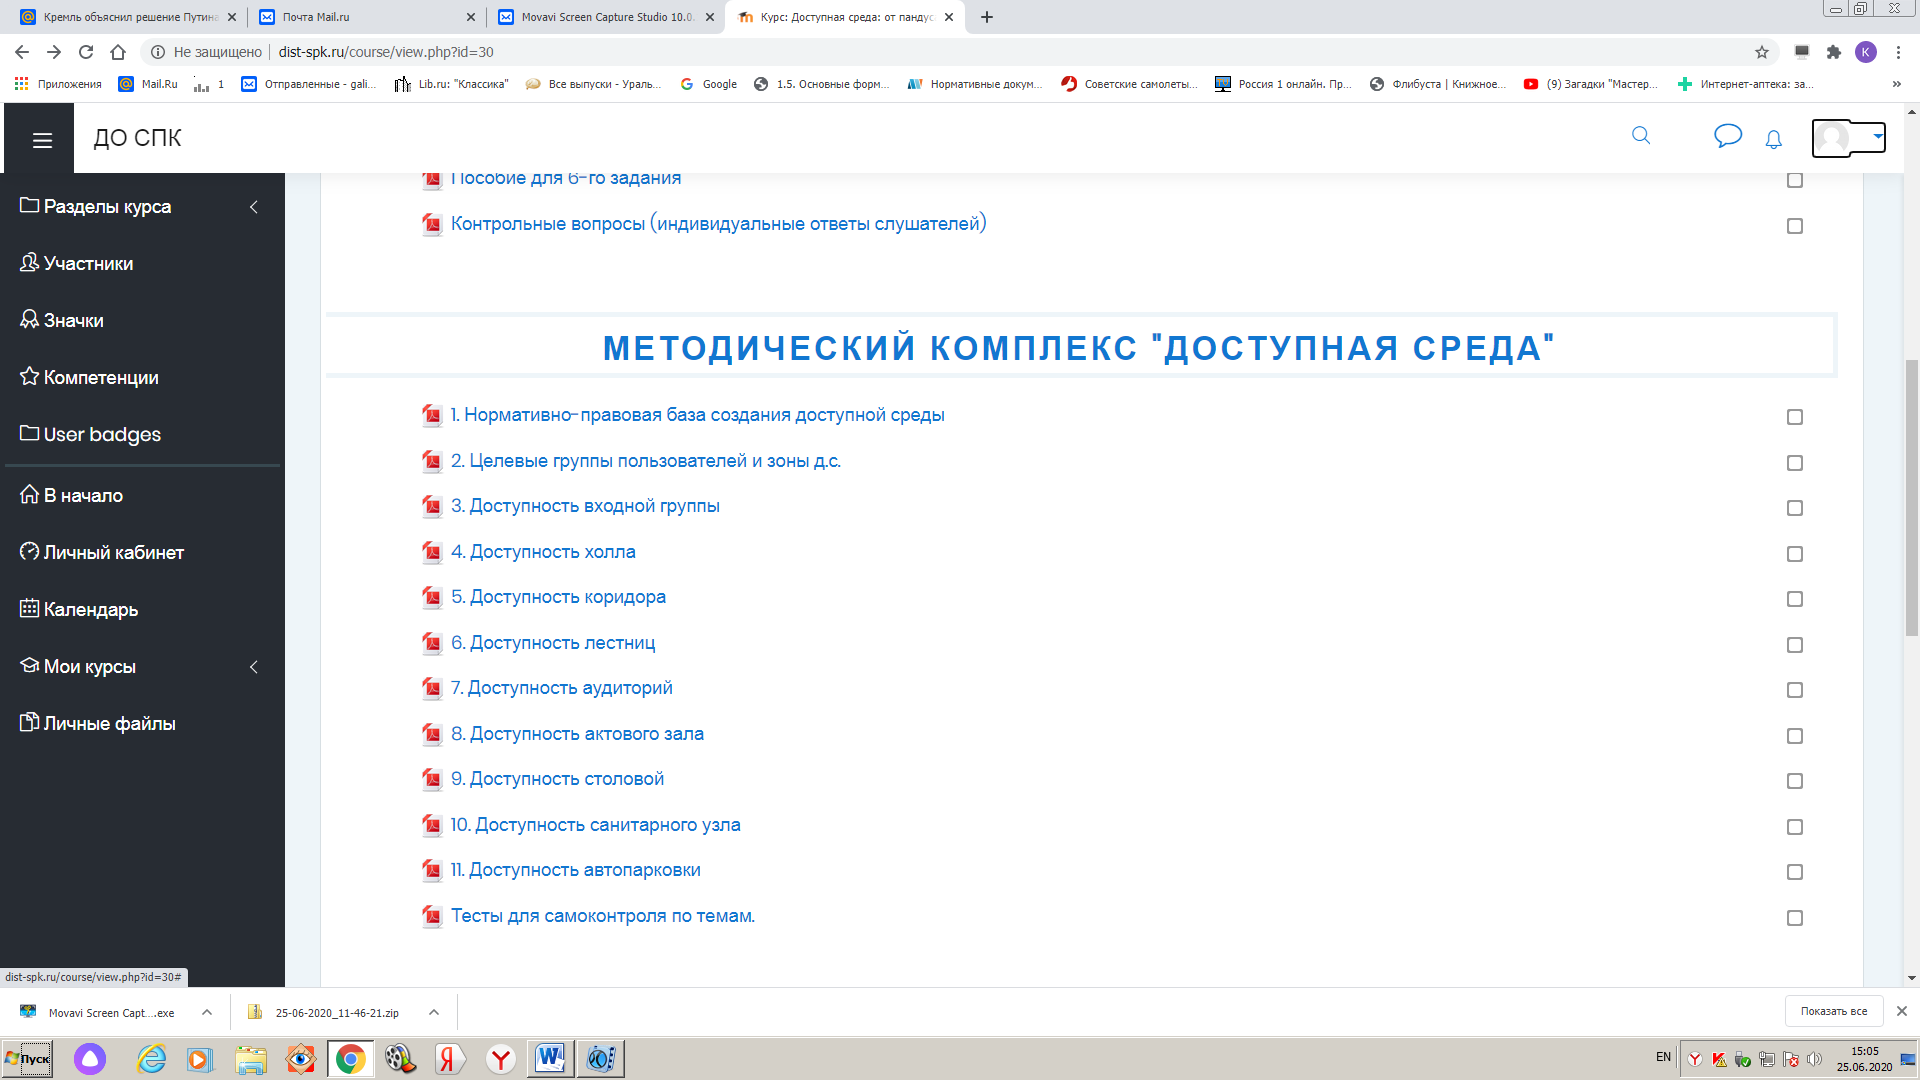 Кремль объяснил решение Путина
Почта Mail.ru
Movavi Screen Capture Studio 10.0.
Курс: Доступная среда: от пандус
Не защищено
dist-spk.ru/course/view.php?id=30
K
Приложения
Mail.Ru
1
Отправленные - gali...
Lib.ru: "Классика"
Все выпуски - Ураль...
Google
1.5. Основные форм...
Нормативные докум...
Советские самолеты...
Россия 1 онлайн. Пр...
Флибуста | Книжное...
(9) Загадки "Мастер...
Интернет-аптека: за...
»
ДО СПК
Разделы курса
Участники
Значки
Компетенции
User badges
В начало
Личный кабинет
Календарь
Мои курсы
Личные файлы
Пособие для 6-го задания
Контрольные вопросы (индивидуальные ответы слушателей)
МЕТОДИЧЕСКИЙ КОМПЛЕКС "ДОСТУПНАЯ СРЕДА"
1. Нормативно-правовая база создания доступной среды
2. Целевые группы пользователей и зоны д.с.
3. Доступность входной группы
4. Доступность холла
5. Доступность коридора
6. Доступность лестниц
7. Доступность аудиторий
8. Доступность актового зала
9. Доступность столовой
10. Доступность санитарного узла
11. Доступность автопарковки
Тесты для самоконтроля по темам.
dist-spk.ru/course/view.php?id=30#
Movavi Screen Capt....exe
25-06-2020_11-46-21.zip
Показать все
Пуск
EN
15:05
25.06.2020